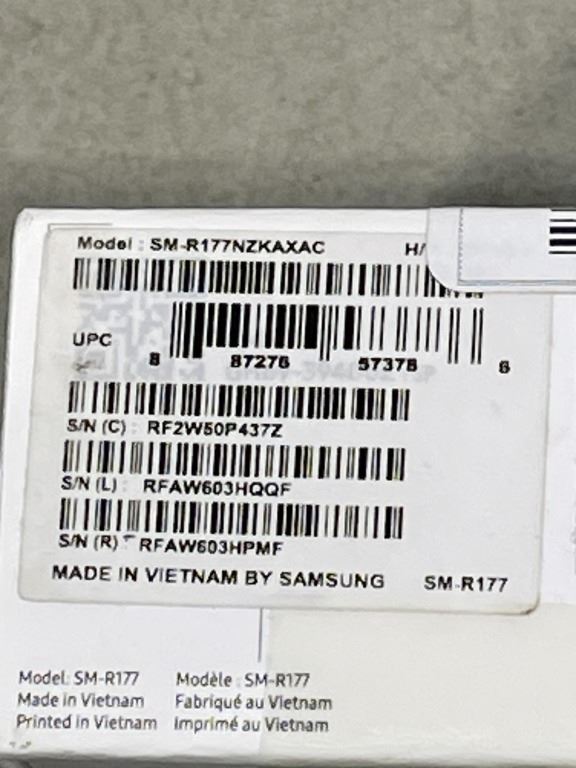 Model : SM-R177NZKAXAC H/
UPC
8 87276 57378 6
S/N (C) : RF2W50P437Z
S/N (L) : RFAW603HQQF
S/N (R) : RFAW603HPMF
MADE IN VIETNAM BY SAMSUNG SM-R177
Model: SM-R177 Modèle : SM-R177
Made in Vietnam Fabriqué au Vietnam
Printed in Vietnam Imprimé au Vietnam